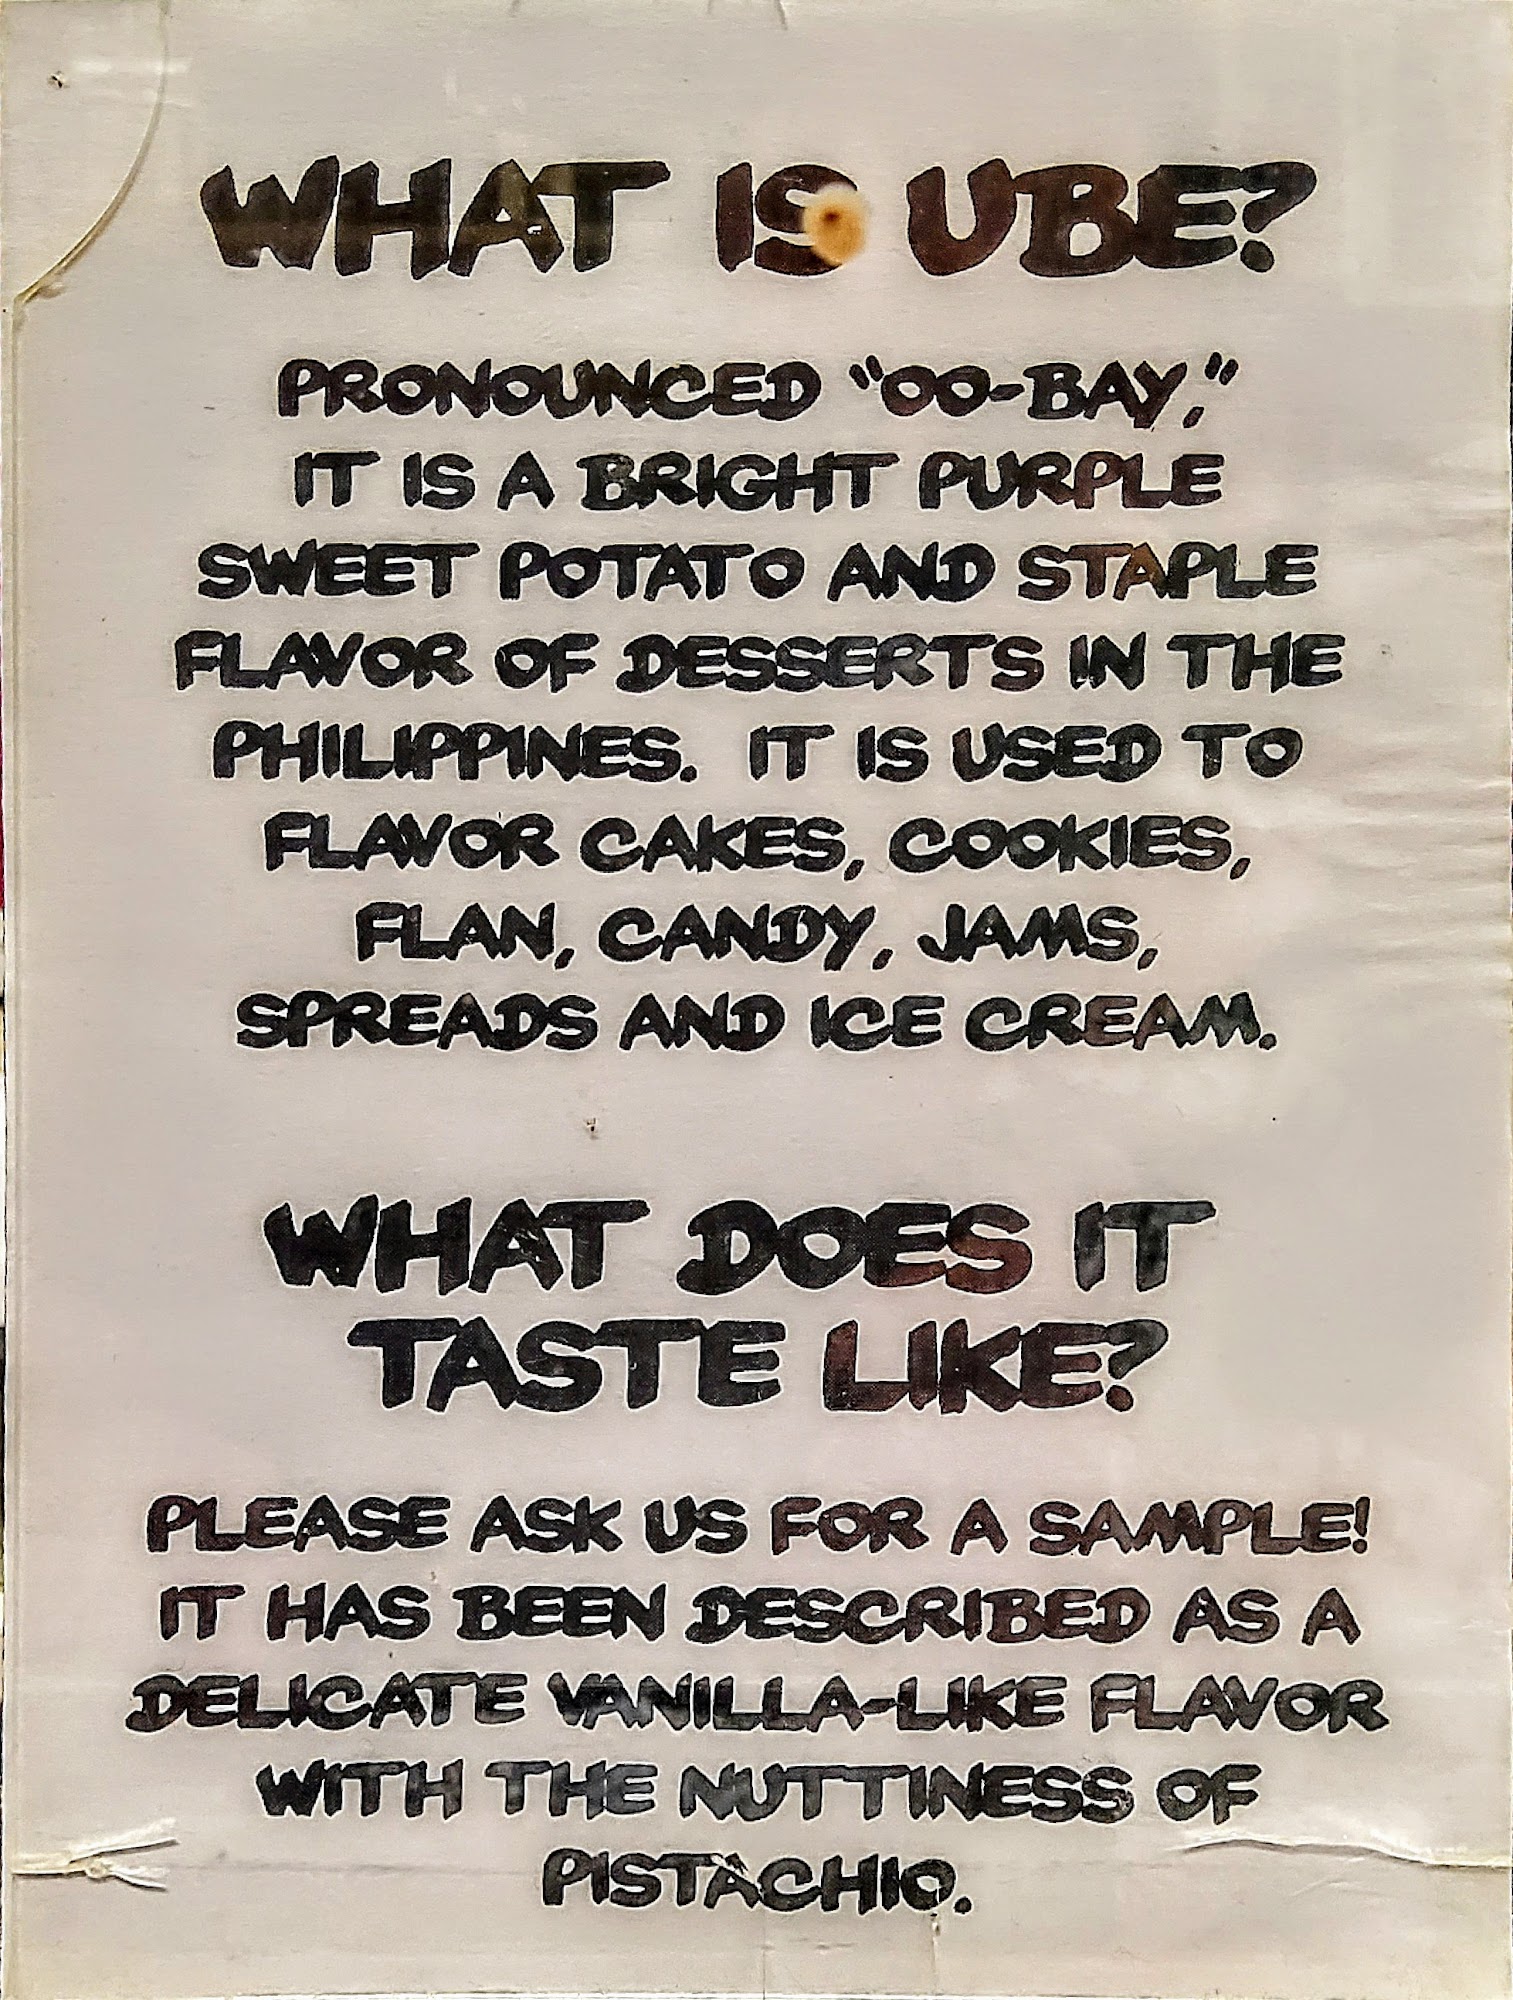 WHAT IS UBE?
PRONOUNCED "OO-BAY,"
IT IS A BRIGHT PURPLE
SWEET POTATO AND STAPLE
FLAVOR OF DESSERTS IN THE
PHILIPPINES. IT IS USED TO
FLAVOR CAKES, COOKIES,
FLAN, CANDY, JAMS,
SPREADS AND ICE CREAM.
WHAT DOES IT
TASTE LIKE?
PLEASE ASK US FOR A SAMPLE!
IT HAS BEEN DESCRIBED AS A
DELICATE VANILLA-LIKE FLAVOR
WITH THE NUTTINESS OF
PISTACHIO.